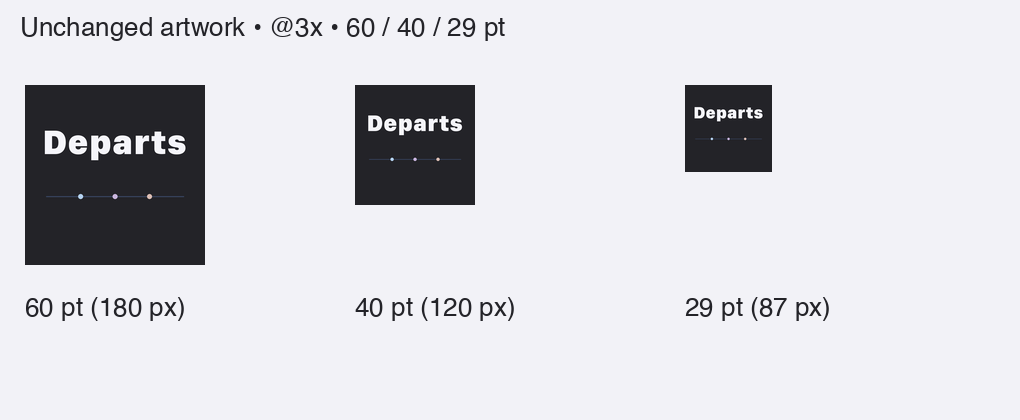 Unchanged artwork • @3x • 60 / 40 / 29 pt
Departs
Departs
Departs
60 pt (180 px)
40 pt (120 px)
29 pt (87 px)